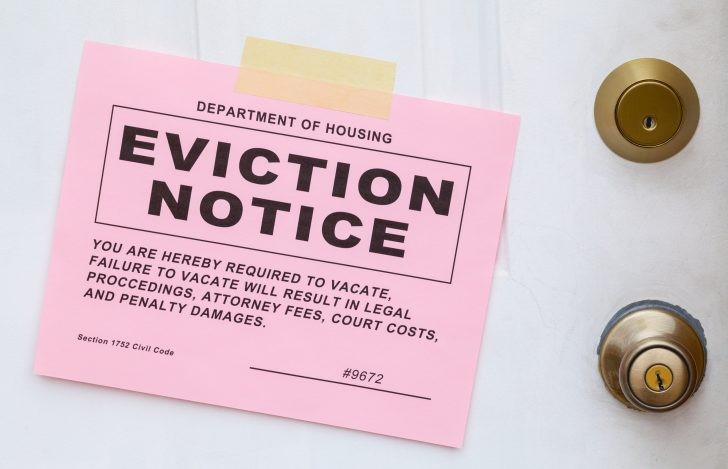 DEPARTMENT OF HOUSING
EVICTION
NOTICE
YOU ARE HEREBY REQUIRED TO VACATE,
FAILURE TO VACATE WILL RESULT IN LEGAL
PROCCEDINGS, ATTORNEY FEES, COURT COSTS,
AND PENALTY DAMAGES.
Section 1752 Civil Code
#9672